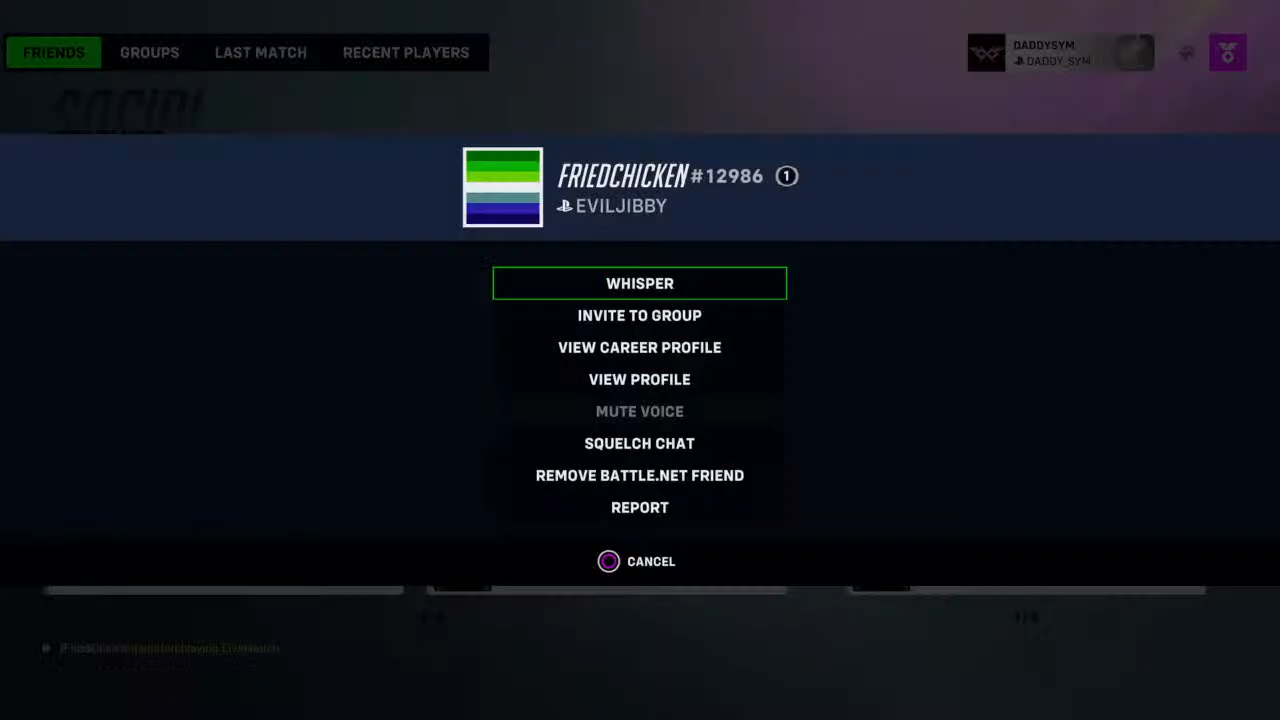 FRIENDS GROUPS LAST MATCH RECENT PLAYERS
DADDYSYM
DADDY_SYM
SOCIAL
FRIEDCHICKEN#12986 1
EVILJIBBY
WHISPER
INVITE TO GROUP
VIEW CAREER PROFILE
VIEW PROFILE
MUTE VOICE
SQUELCH CHAT
REMOVE BATTLE.NET FRIEND
REPORT
CANCEL